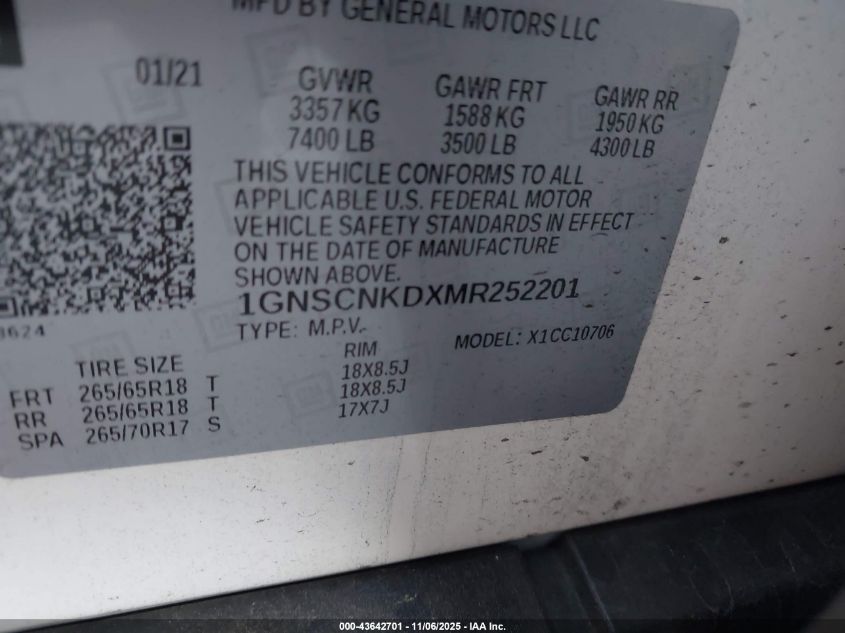 MFD BY GENERAL MOTORS LLC
01/21
GVWR GAWR FRT GAWR RR
3357 KG 1588 KG 1950 KG
7400 LB 3500 LB 4300 LB
THIS VEHICLE CONFORMS TO ALL
APPLICABLE U.S. FEDERAL MOTOR
VEHICLE SAFETY STANDARDS IN EFFECT
ON THE DATE OF MANUFACTURE
SHOWN ABOVE.
1GNSCNKDXMR252201
TYPE: M.P.V. MODEL: X1CC10706
TIRE SIZE RIM
FRT 265/65R18 T 18X8.5J
RR 265/65R18 T 18X8.5J
SPA 265/70R17 S 17X7J
000-43642701 - 11/06/2025 - IAA Inc.